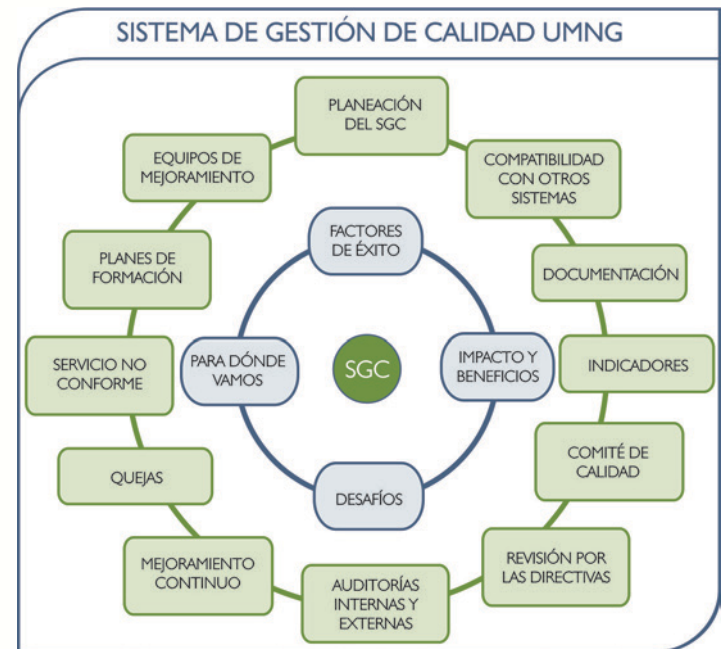 SISTEMA DE GESTIÓN DE CALIDAD UMNG
PLANEACIÓN
DEL SGC
COMPATIBILIDAD
CON OTROS
SISTEMAS
DOCUMENTACIÓN
INDICADORES
COMITÉ DE
CALIDAD
REVISIÓN POR
LAS DIRECTIVAS
AUDITORÍAS
INTERNAS Y
EXTERNAS
MEJORAMIENTO
CONTINUO
QUEJAS
SERVICIO NO
CONFORME
PLANES DE
FORMACIÓN
EQUIPOS DE
MEJORAMIENTO
FACTORES
DE ÉXITO
IMPACTO Y
BENEFICIOS
DESAFÍOS
PARA DÓNDE
VAMOS
SGC